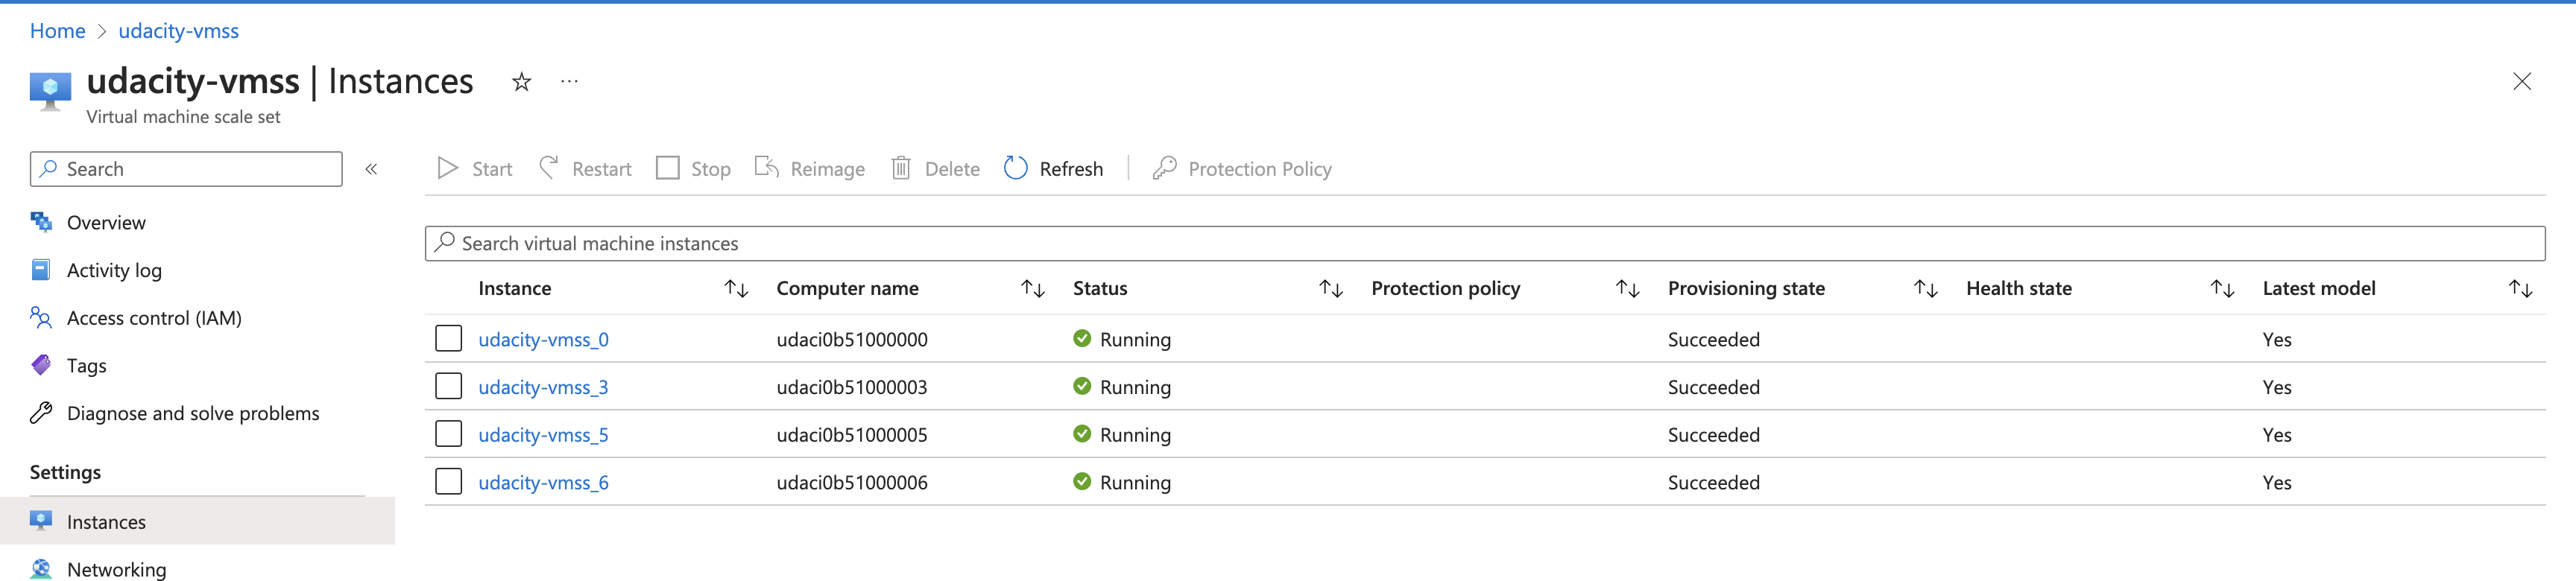 Home > udacity-vmss
udacity-vmss | Instances
Virtual machine scale set
Search
Overview
Activity log
Access control (IAM)
Tags
Diagnose and solve problems
Settings
Instances
Networking
Start Restart Stop Reimage Delete Refresh Protection Policy
Search virtual machine instances
Instance Computer name Status Protection policy Provisioning state Health state Latest model
udacity-vmss_0 udaci0b51000000 Running Succeeded Yes
udacity-vmss_3 udaci0b51000003 Running Succeeded Yes
udacity-vmss_5 udaci0b51000005 Running Succeeded Yes
udacity-vmss_6 udaci0b51000006 Running Succeeded Yes